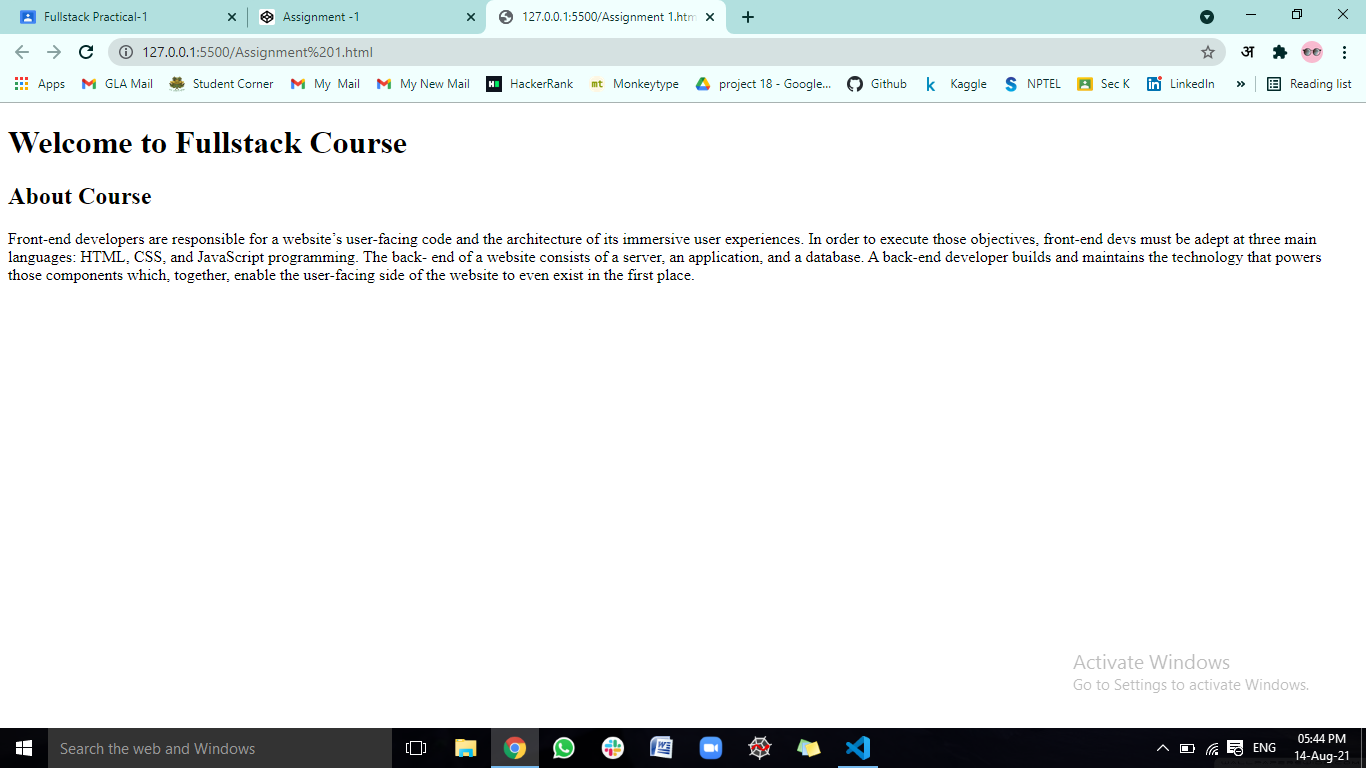 Fullstack Practical-1
Assignment -1
127.0.0.1:5500/Assignment 1.htm
127.0.0.1:5500/Assignment%201.html
अ
Apps
GLA Mail
Student Corner
My Mail
My New Mail
HackerRank
mt Monkeytype
project 18 - Google...
Github
k Kaggle
S NPTEL
Sec K
in LinkedIn
»
Reading list
Welcome to Fullstack Course
About Course
Front-end developers are responsible for a website’s user-facing code and the architecture of its immersive user experiences. In order to execute those objectives, front-end devs must be adept at three main
languages: HTML, CSS, and JavaScript programming. The back- end of a website consists of a server, an application, and a database. A back-end developer builds and maintains the technology that powers
those components which, together, enable the user-facing side of the website to even exist in the first place.
Activate Windows
Go to Settings to activate Windows.
Search the web and Windows
ENG
05:44 PM
14-Aug-21